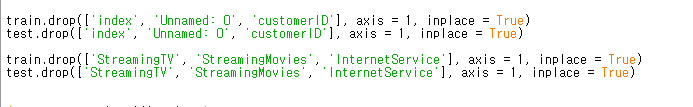 train.drop(['index', 'Unnamed: 0', 'customerID'], axis = 1, inplace = True)
test.drop(['index', 'Unnamed: 0', 'customerID'], axis = 1, inplace = True)
train.drop(['StreamingTV', 'StreamingMovies', 'InternetService'], axis = 1, inplace = True)
test.drop(['StreamingTV', 'StreamingMovies', 'InternetService'], axis = 1, inplace = True)